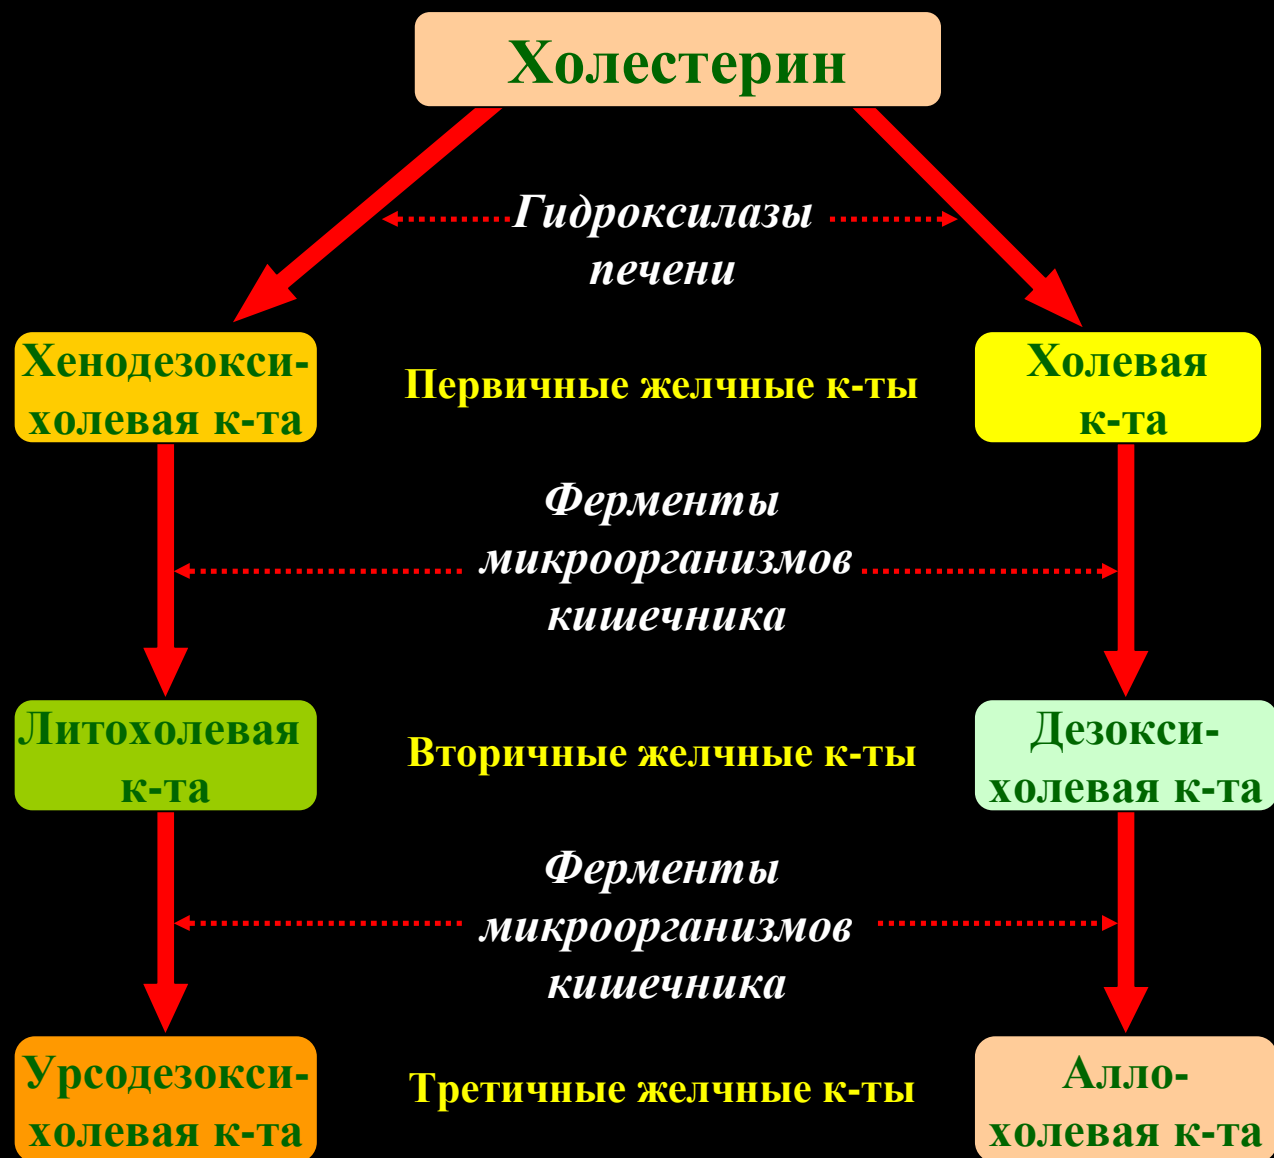 Холестерин
Гидроксилазы
печени
Хенодезокси-
холевая к-та
Первичные желчные к-ты
Холевая
к-та
Ферменты
микроорганизмов
кишечника
Литохолевая
к-та
Вторичные желчные к-ты
Дезокси-
холевая к-та
Ферменты
микроорганизмов
кишечника
Урсодезокси-
холевая к-та
Третичные желчные к-ты
Алло-
холевая к-та